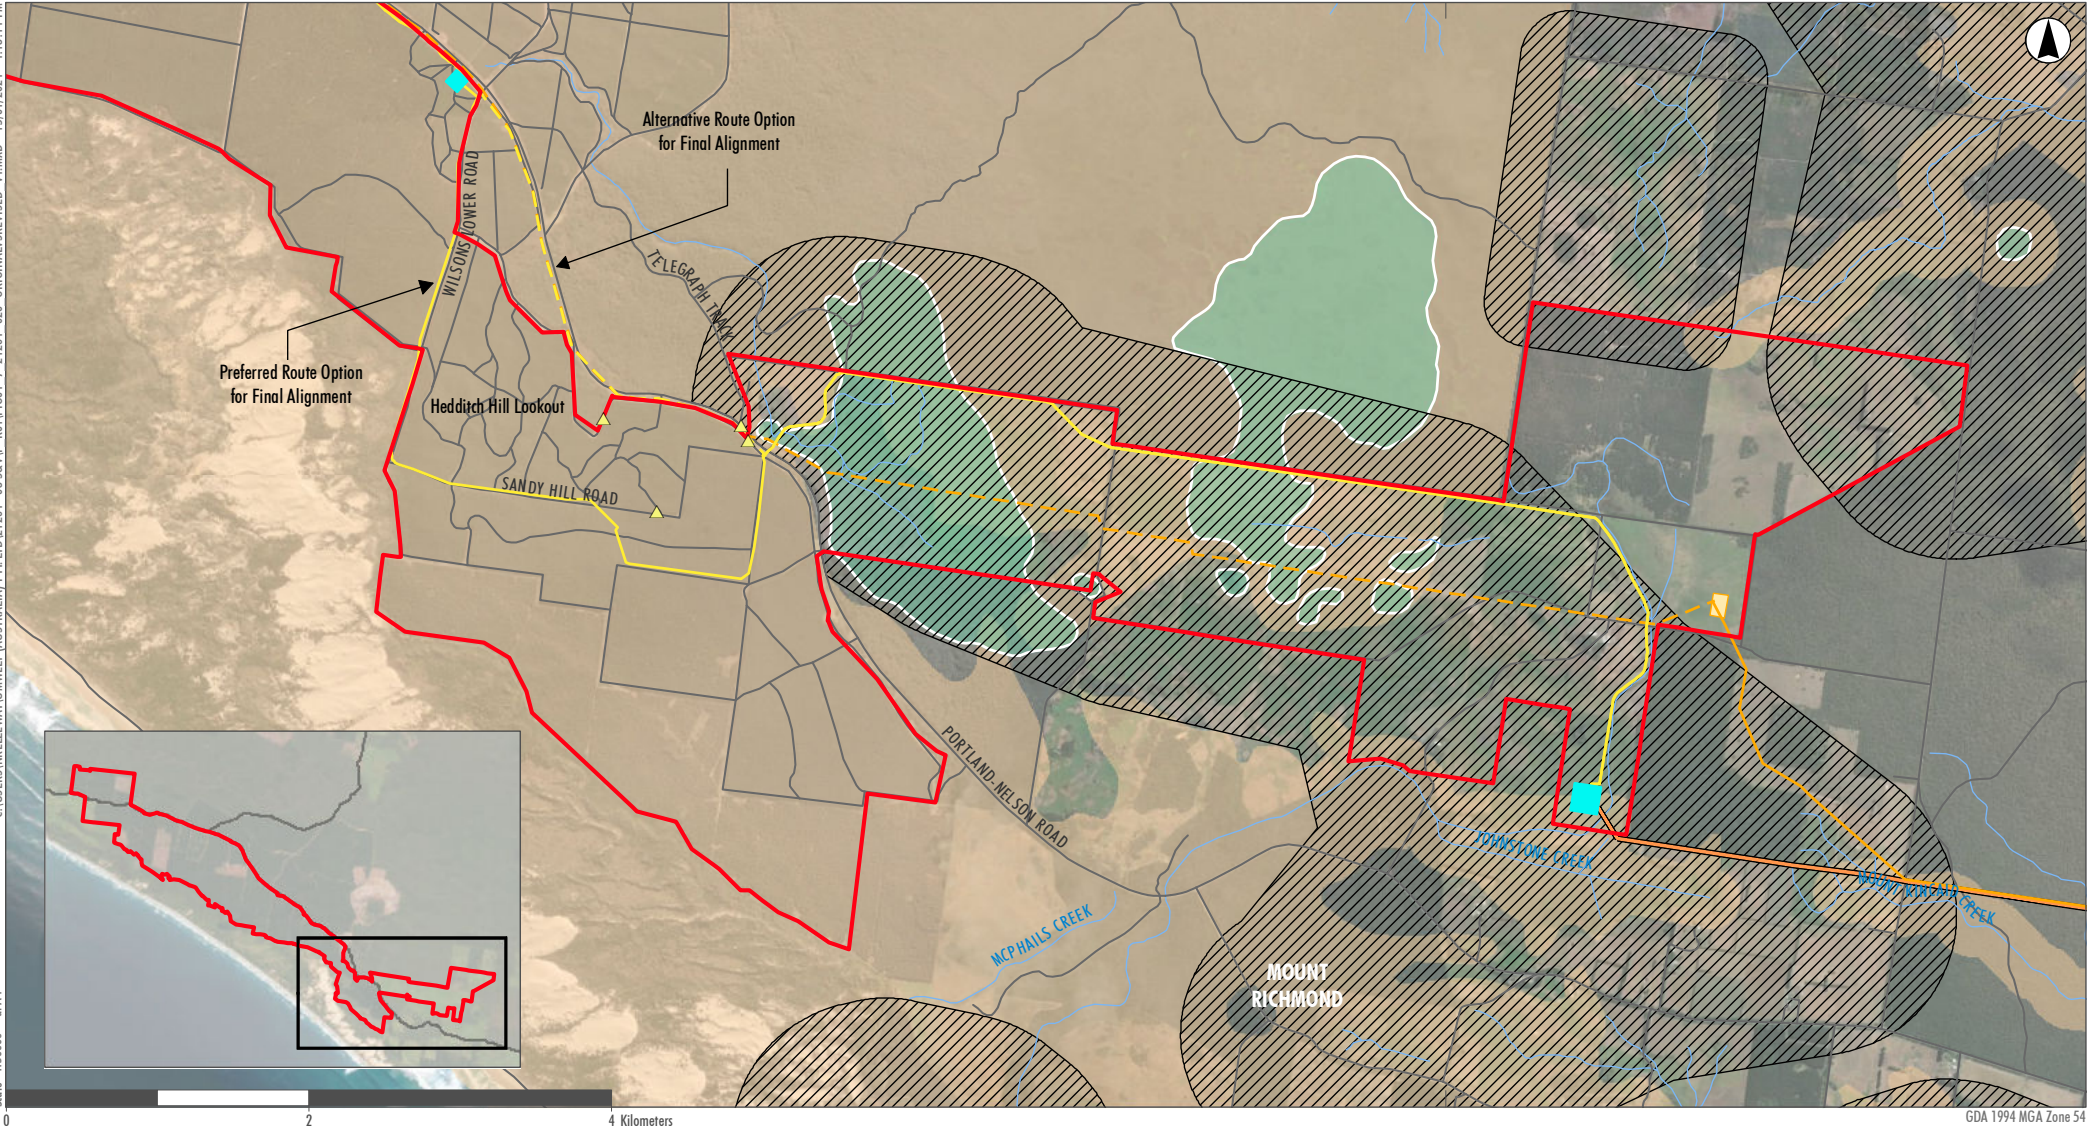 Alternative Route Option
for Final Alignment
WILSONS LOWER ROAD
TELEGRAPH TRACK
Preferred Route Option
for Final Alignment
Hedditch Hill Lookout
SANDY HILL ROAD
PORTLAND-NELSON ROAD
JOHNSTONE CREEK
MOUNT KINCAID CREEK
MCPHAILS CREEK
MOUNT
RICHMOND
0 2 4 Kilometers
GDA 1994 MGA Zone 54